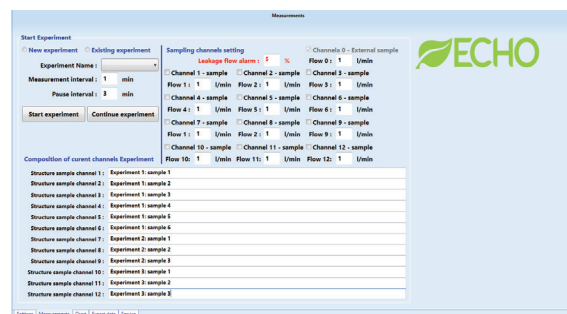 Measurements
Start Experiment
New experiment Existing experiment
Experiment Name :
Measurement interval : 1 min
Pause interval : 3 min
Start experiment Continue experiment
Sampling channels setting
Channels 0 - External sample
Leakage flow alarm : % Flow 0 : 1 l/min
Channel 1 - sample Channel 2 - sample Channel 3 - sample
Flow 1 : 1 l/min Flow 2 : 1 l/min Flow 3 : 1 l/min
Channel 4 - sample Channel 5 - sample Channel 6 - sample
Flow 4 : 1 l/min Flow 5 : 1 l/min Flow 6 : 1 l/min
Channel 7 - sample Channel 8 - sample Channel 9 - sample
Flow 1 : 1 l/min Flow 2 : 1 l/min Flow 9 : 1 l/min
Channel 10 - sample Channel 11 - sample Channel 12 - sample
Flow 10: 1 l/min Flow 11: 1 l/min Flow 12: 1 l/min
ECHO
Composition of curent channels Experiment
Structure sample channel 1 : Experiment 1: sample 1
Structure sample channel 2 : Experiment 1: sample 2
Structure sample channel 3 : Experiment 1: sample 3
Structure sample channel 4 : Experiment 1: sample 4
Structure sample channel 5 : Experiment 1: sample 5
Structure sample channel 6 : Experiment 1: sample 6
Structure sample channel 7 : Experiment 2: sample 1
Structure sample channel 8 : Experiment 2: sample 2
Structure sample channel 9 : Experiment 2: sample 3
Structure sample channel 10 : Experiment 3: sample 1
Structure sample channel 11 : Experiment 3: sample 2
Structure sample channel 12 : Experiment 3: sample 3